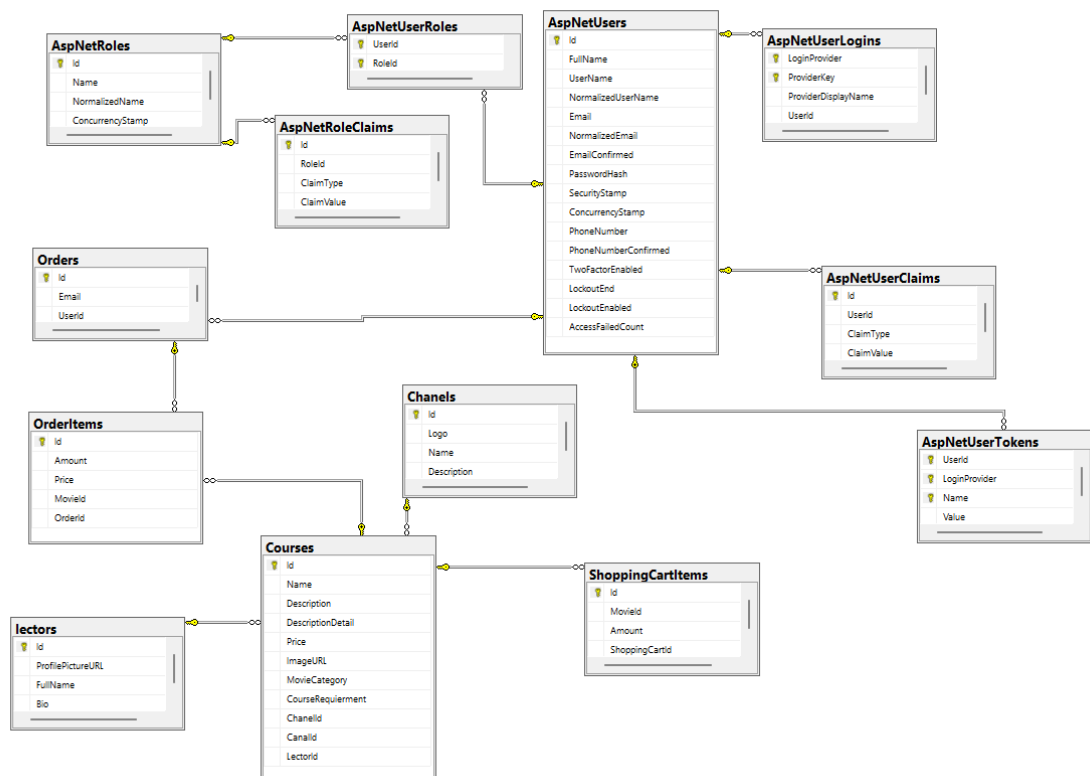 AspNetRoles
Id
Name
NormalizedName
ConcurrencyStamp
AspNetUserRoles
UserId
RoleId
AspNetRoleClaims
Id
RoleId
ClaimType
ClaimValue
AspNetUsers
Id
FullName
UserName
NormalizedUserName
Email
NormalizedEmail
EmailConfirmed
PasswordHash
SecurityStamp
ConcurrencyStamp
PhoneNumber
PhoneNumberConfirmed
TwoFactorEnabled
LockoutEnd
LockoutEnabled
AccessFailedCount
AspNetUserLogins
LoginProvider
ProviderKey
ProviderDisplayName
UserId
Orders
Id
Email
UserId
AspNetUserClaims
Id
UserId
ClaimType
ClaimValue
OrderItems
Id
Amount
Price
MovieId
OrderId
Chanels
Id
Logo
Name
Description
AspNetUserTokens
UserId
LoginProvider
Name
Value
Courses
Id
Name
Description
DescriptionDetail
Price
ImageURL
MovieCategory
CourseRequierment
ChanelId
CanalId
LectorId
ShoppingCartItems
Id
MovieId
Amount
ShoppingCartId
lectors
Id
ProfilePictureURL
FullName
Bio